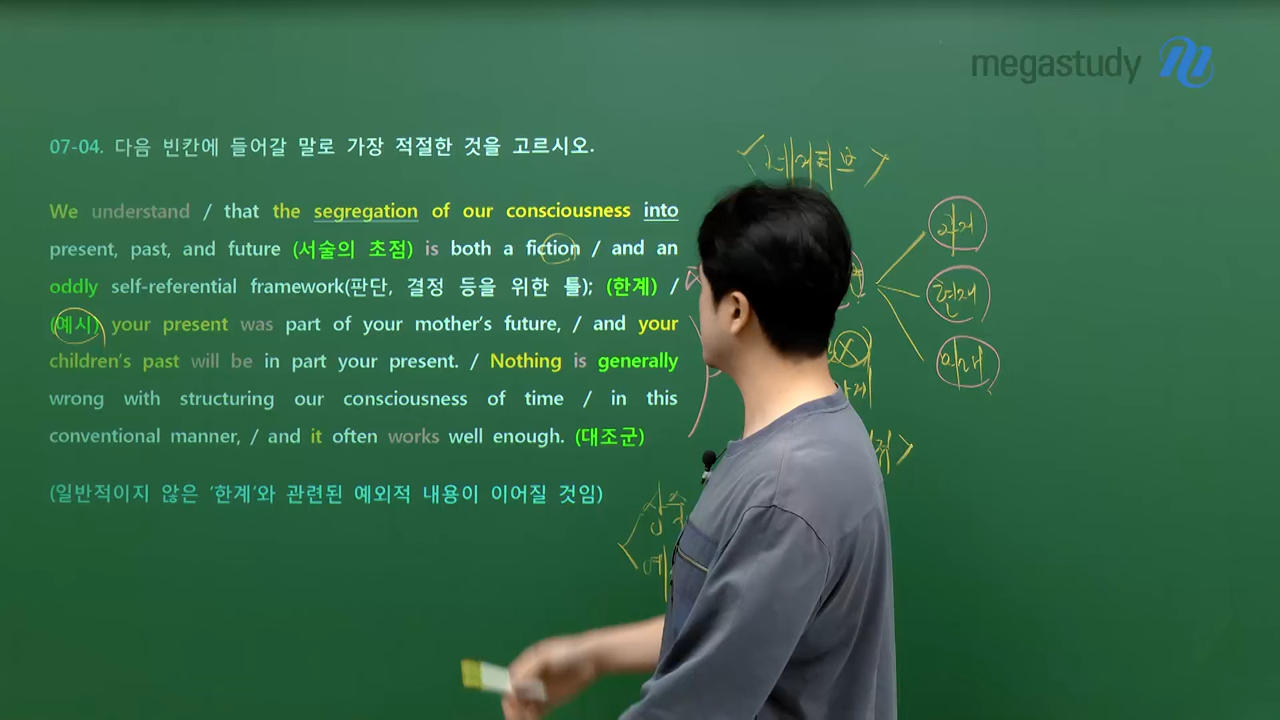 megastudy
07-04. 다음 빈칸에 들어갈 말로 가장 적절한 것을 고르시오.
We understand / that the segregation of our consciousness into
present, past, and future (서술의 초점) is both a fiction / and an
oddly self-referential framework(판단, 결정 등을 위한 틀); (한계) /
(예시) your present was part of your mother's future, / and your
children's past will be in part your present. / Nothing is generally
wrong with structuring our consciousness of time / in this
conventional manner, / and it often works well enough. (대조군)
(일반적이지 않은 '한계'와 관련된 예외적 내용이 이어질 것임)
과거
현재
미래